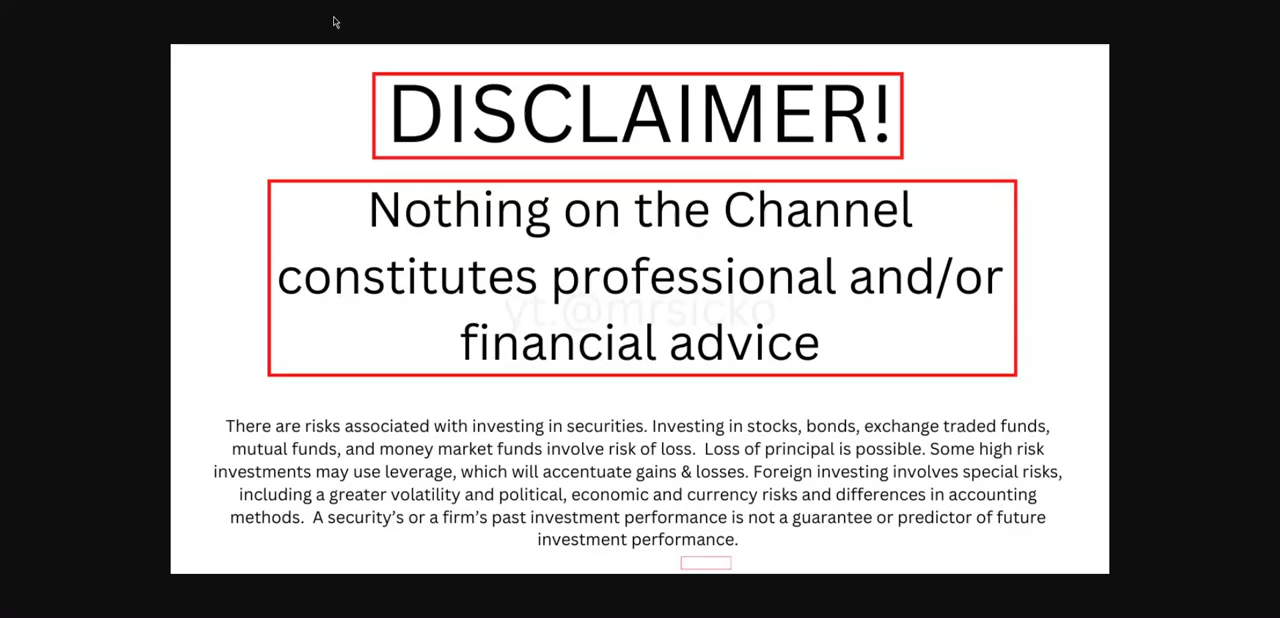 DISCLAIMER!
Nothing on the Channel
constitutes professional and/or
yt.@mrsicko
financial advice
There are risks associated with investing in securities. Investing in stocks, bonds, exchange traded funds,
mutual funds, and money market funds involve risk of loss.  Loss of principal is possible. Some high risk
investments may use leverage, which will accentuate gains & losses. Foreign investing involves special risks,
including a greater volatility and political, economic and currency risks and differences in accounting
methods.  A security’s or a firm’s past investment performance is not a guarantee or predictor of future
investment performance.